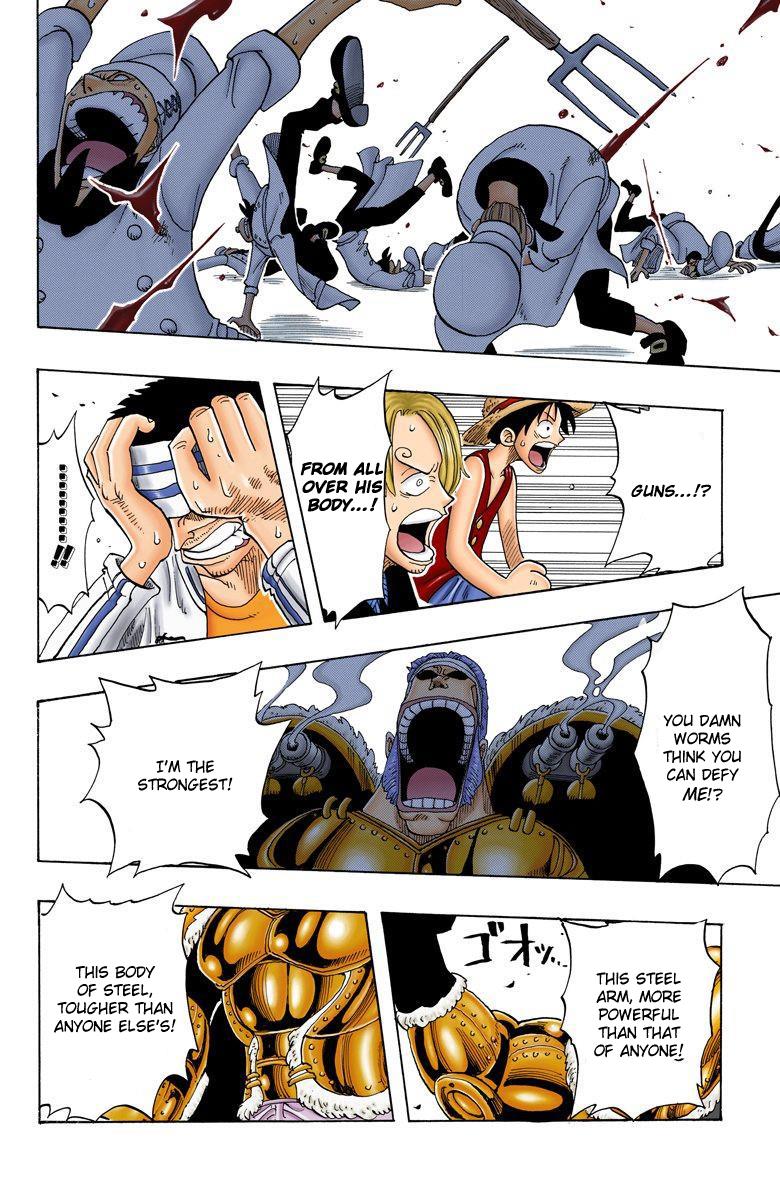 GUNS...!?
FROM ALL
OVER HIS
BODY...!
...........!!
YOU DAMN
WORMS
THINK YOU
CAN DEFY
ME!?
I'M THE
STRONGEST!
THIS STEEL
ARM, MORE
POWERFUL
THAN THAT
OF ANYONE!
ゴオッ...
THIS BODY
OF STEEL,
TOUGHER THAN
ANYONE ELSE'S!